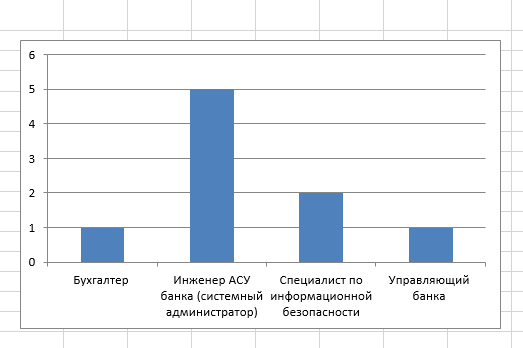 6
5
4
3
2
1
0
Бухгалтер
Инженер АСУ
банка (системный
администратор)
Специалист по
информационной
безопасности
Управляющий
банка